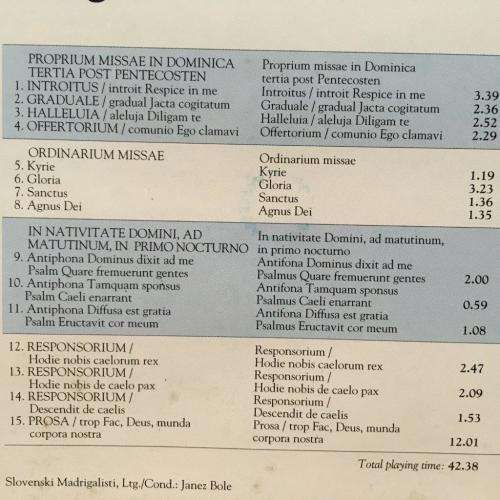 PROPRIUM MISSAE IN DOMINICA Proprium missae in Dominica
TERTIA POST PENTECOSTEN tertia post Pentecosten
1. INTROITUS / introit Respice in me Introitus / introit Respice in me 3.39
2. GRADUALE / gradual Jacta cogitatum Graduale / gradual Jacta cogitatum 2.36
3. HALLELUIA / aleluja Diligam te Halleluia / aleluja Diligam te 2.52
4. OFFERTORIUM / comunio Ego clamavi Offertorium / comunio Ego clamavi 2.29
ORDINARIUM MISSAE Ordinarium missae
5. Kyrie Kyrie 1.19
6. Gloria Gloria 3.23
7. Sanctus Sanctus 1.36
8. Agnus Dei Agnus Dei 1.35
IN NATIVITATE DOMINI, AD In nativitate Domini, ad matutinum,
MATUTINUM, IN PRIMO NOCTURNO in primo nocturno
9. Antiphona Dominus dixit ad me Antifona Dominus dixit ad me
Psalm Quare fremuerunt gentes Psalmus Quare fremuerunt gentes 2.00
10. Antiphona Tamquam sponsus Antifona Tamquam sponsus
Psalm Caeli enarrant Psalmus Caeli enarrant 0.59
11. Antiphona Diffusa est gratia Antifona Diffusa est gratia
Psalm Eructavit cor meum Psalmus Eructavit cor meum 1.08
12. RESPONSORIUM / Responsorium /
Hodie nobis caelorum rex Hodie nobis caelorum rex 2.47
13. RESPONSORIUM / Responsorium /
Hodie nobis de caelo pax Hodie nobis de caelo pax 2.09
14. RESPONSORIUM / Responsorium /
Descendit de caelis Descendit de caelis 1.53
15. PROSA / trop Fac, Deus, munda Prosa / trop Fac, Deus, munda
corpora nostra corpora nostra 12.01
Total playing time: 42.38
Slovenski Madrigalisti, Ltg./Cond.: Janez Bole